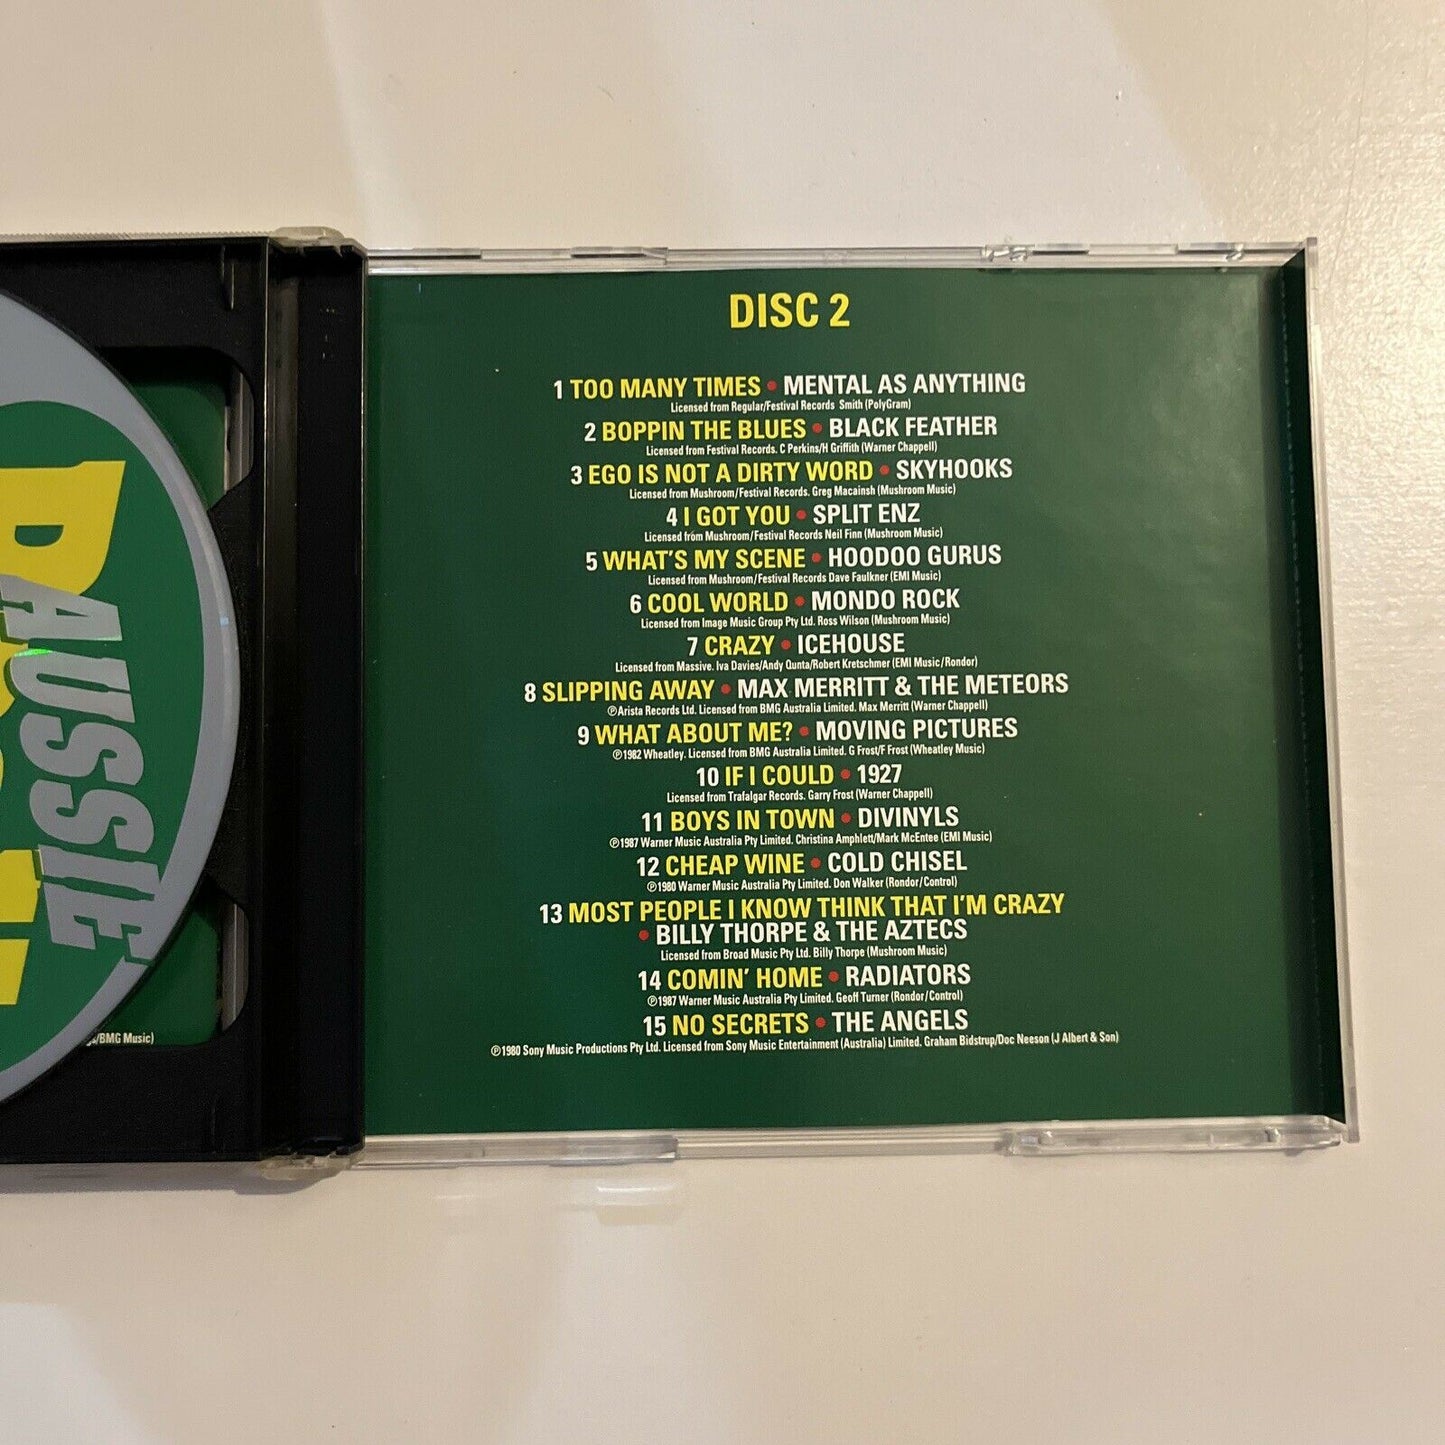 AUSSIE
s/BMG Music)
DISC 2
1 TOO MANY TIMES • MENTAL AS ANYTHING
Licensed from Regular/Festival Records Smith (PolyGram)
2 BOPPIN THE BLUES • BLACK FEATHER
Licensed from Festival Records. C Perkins/H Griffith (Warner Chappell)
3 EGO IS NOT A DIRTY WORD • SKYHOOKS
Licensed from Mushroom/Festival Records. Greg Macainsh (Mushroom Music)
4 I GOT YOU • SPLIT ENZ
Licensed from Mushroom/Festival Records Neil Finn (Mushroom Music)
5 WHAT'S MY SCENE • HOODOO GURUS
Licensed from Mushroom/Festival Records Dave Faulkner (EMI Music)
6 COOL WORLD • MONDO ROCK
Licensed from Image Music Group Pty Ltd. Ross Wilson (Mushroom Music)
7 CRAZY • ICEHOUSE
Licensed from Massive. Iva Davies/Andy Qunta/Robert Kretschmer (EMI Music/Rondor)
8 SLIPPING AWAY • MAX MERRITT & THE METEORS
℗Arista Records Ltd. Licensed from BMG Australia Limited. Max Merritt (Warner Chappell)
9 WHAT ABOUT ME? • MOVING PICTURES
℗1982 Wheatley. Licensed from BMG Australia Limited. G Frost/F Frost (Wheatley Music)
10 IF I COULD • 1927
Licensed from Trafalgar Records. Garry Frost (Warner Chappell)
11 BOYS IN TOWN • DIVINYLS
℗1987 Warner Music Australia Pty Limited. Christina Amphlett/Mark McEntee (EMI Music)
12 CHEAP WINE • COLD CHISEL
℗1980 Warner Music Australia Pty Limited. Don Walker (Rondor/Control)
13 MOST PEOPLE I KNOW THINK THAT I'M CRAZY
• BILLY THORPE & THE AZTECS
Licensed from Broad Music Pty Ltd. Billy Thorpe (Mushroom Music)
14 COMIN' HOME • RADIATORS
℗1987 Warner Music Australia Pty Limited. Geoff Turner (Rondor/Control)
15 NO SECRETS • THE ANGELS
℗1980 Sony Music Productions Pty Ltd. Licensed from Sony Music Entertainment (Australia) Limited. Graham Bidstrup/Doc Neeson (J Albert & Son)